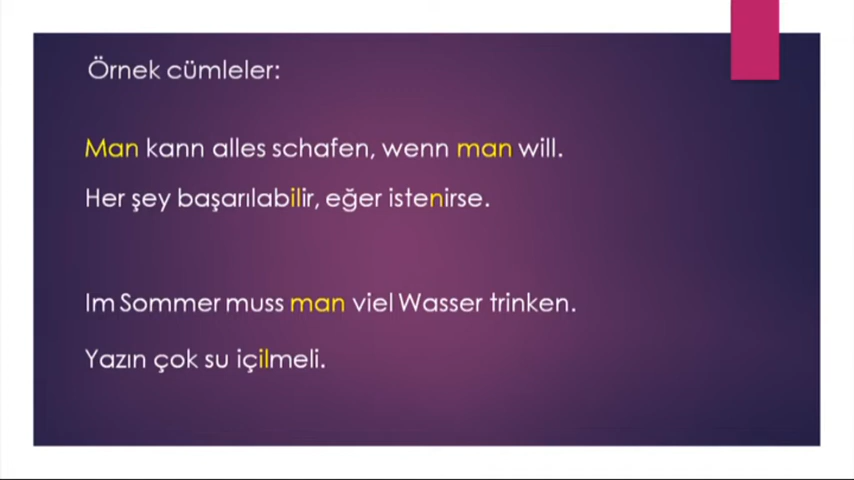 Örnek cümleler:
Man kann alles schafen, wenn man will.
Her şey başarılabilir, eğer istenirse.
Im Sommer muss man viel Wasser trinken.
Yazın çok su içilmeli.